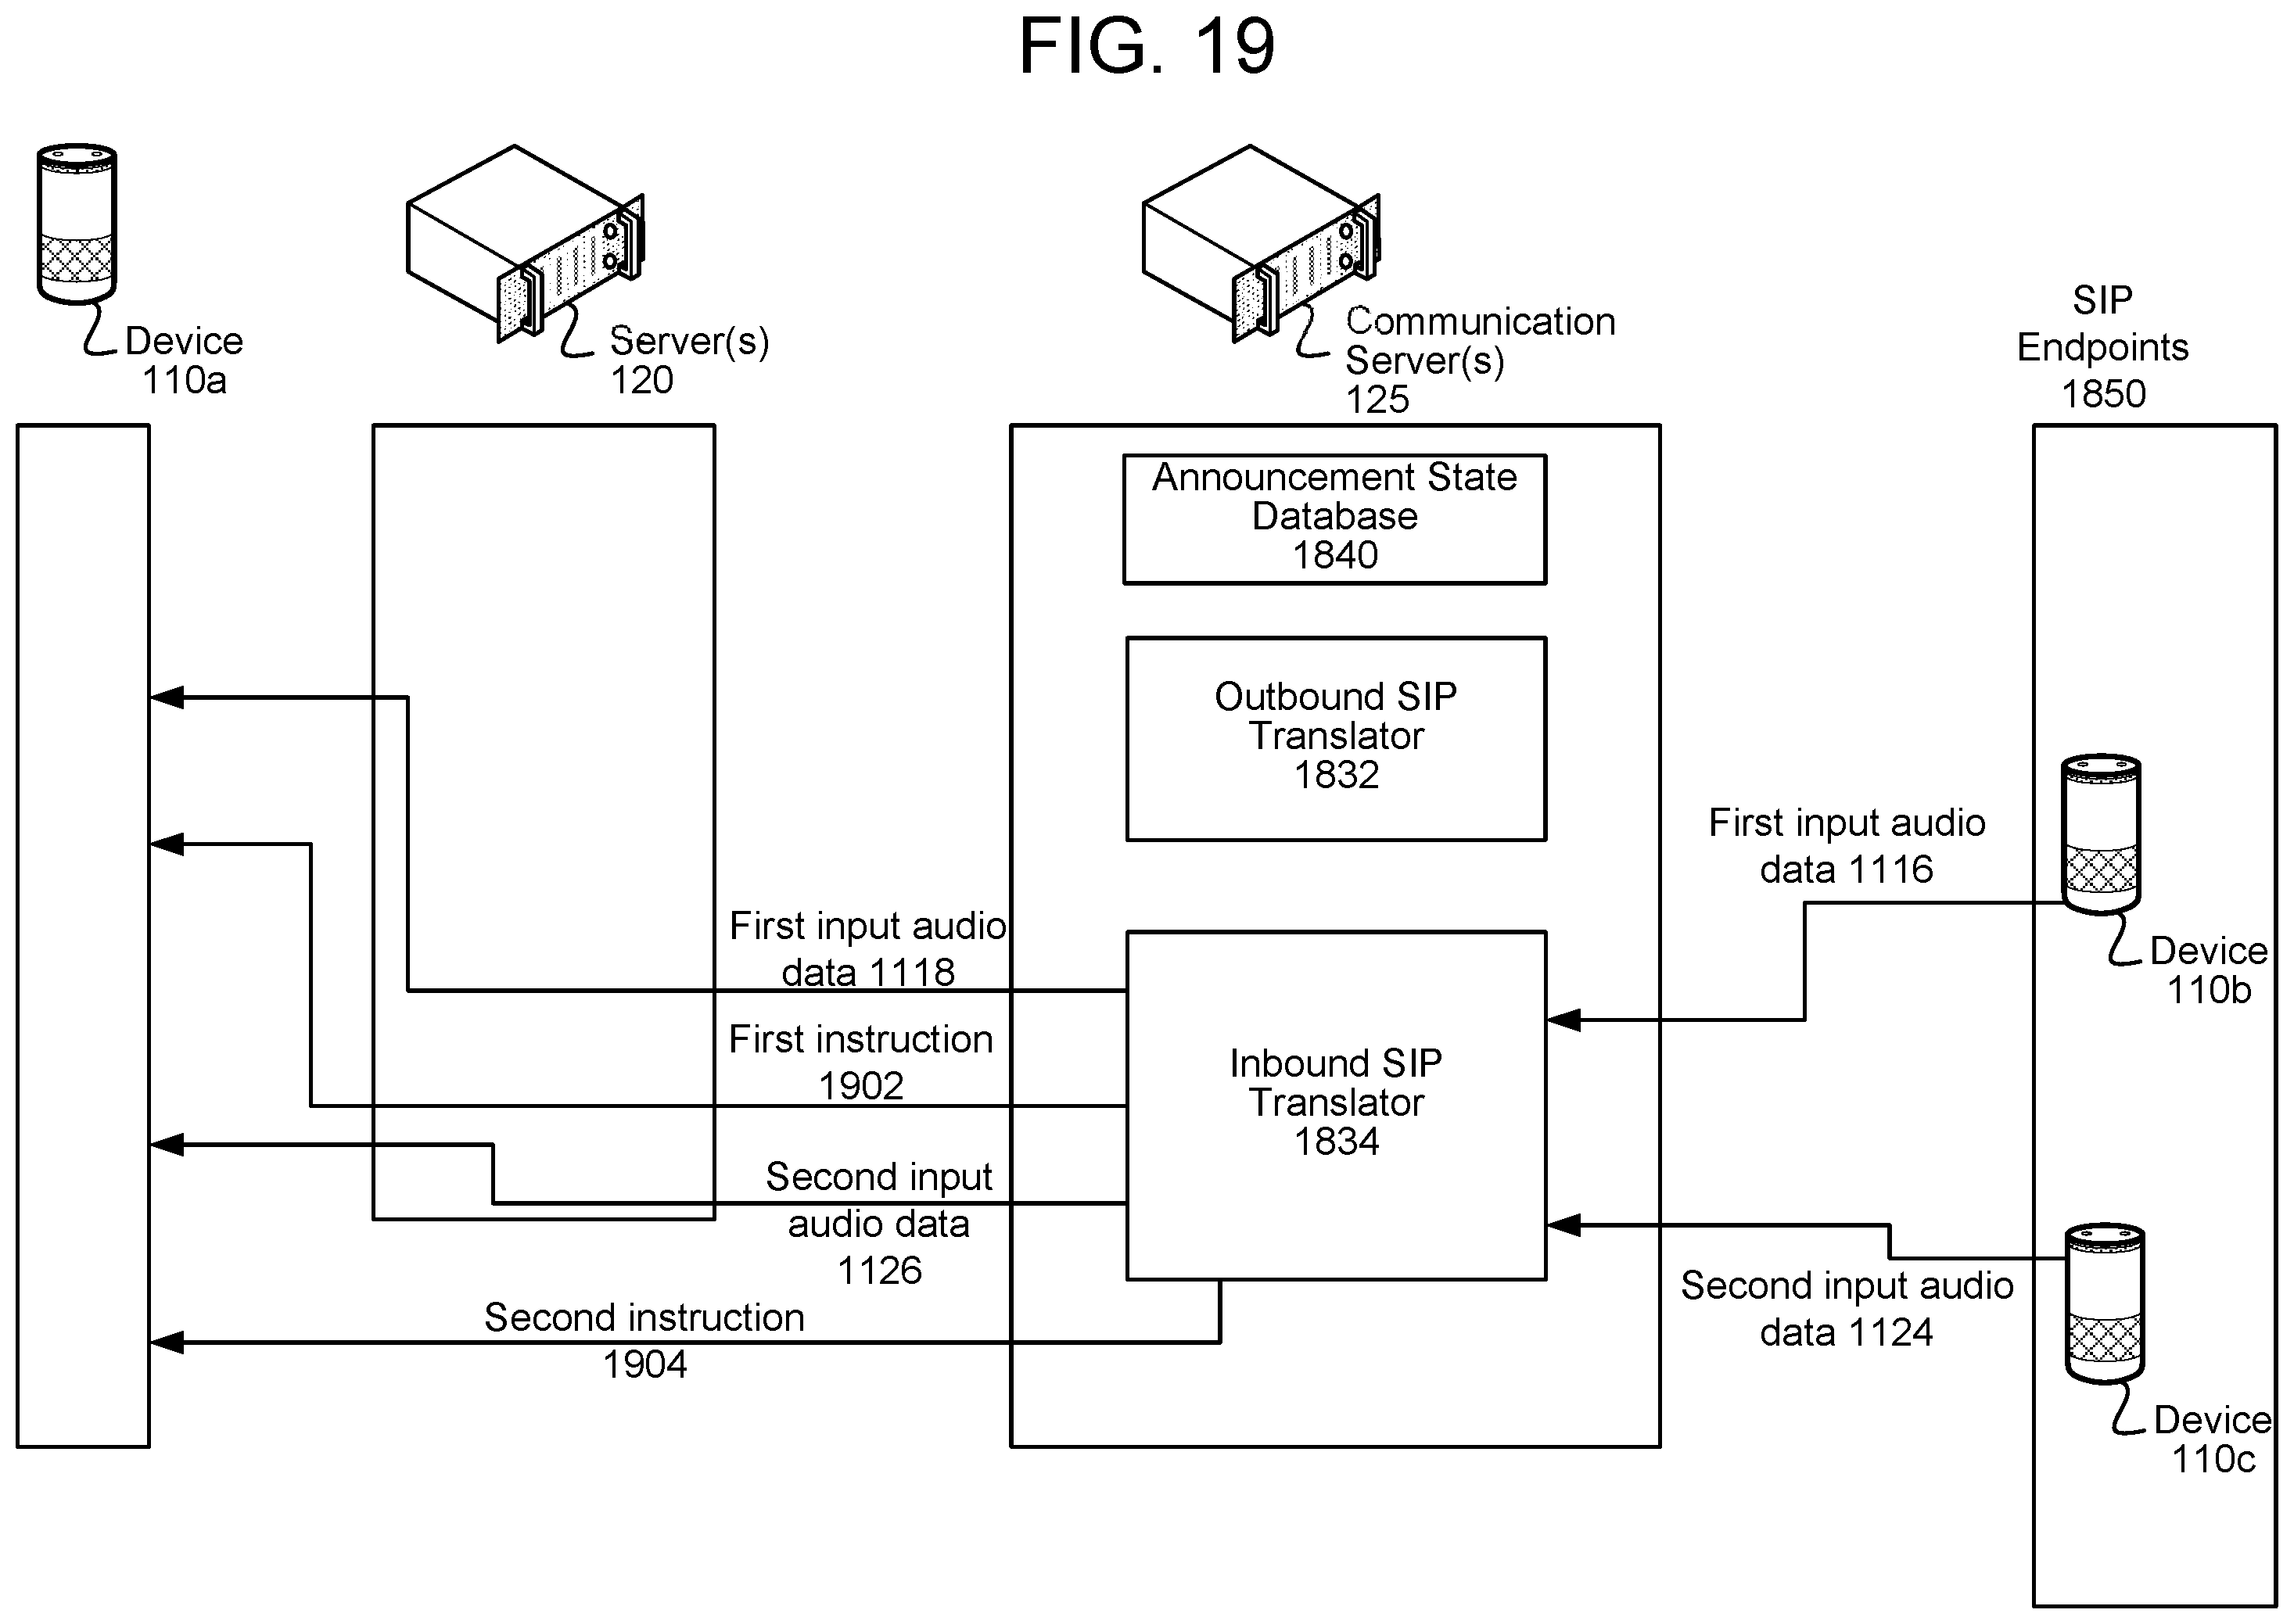 FIG. 19
Device
110a
Server(s)
120
Communication
Server(s)
125
SIP
Endpoints
1850
Announcement State
Database
1840
Outbound SIP
Translator
1832
First input audio
data 1116
Device
110b
First input audio
data 1118
First instruction
1902
Inbound SIP
Translator
1834
Second input
audio data
1126
Second input audio
data 1124
Second instruction
1904
Device
110c